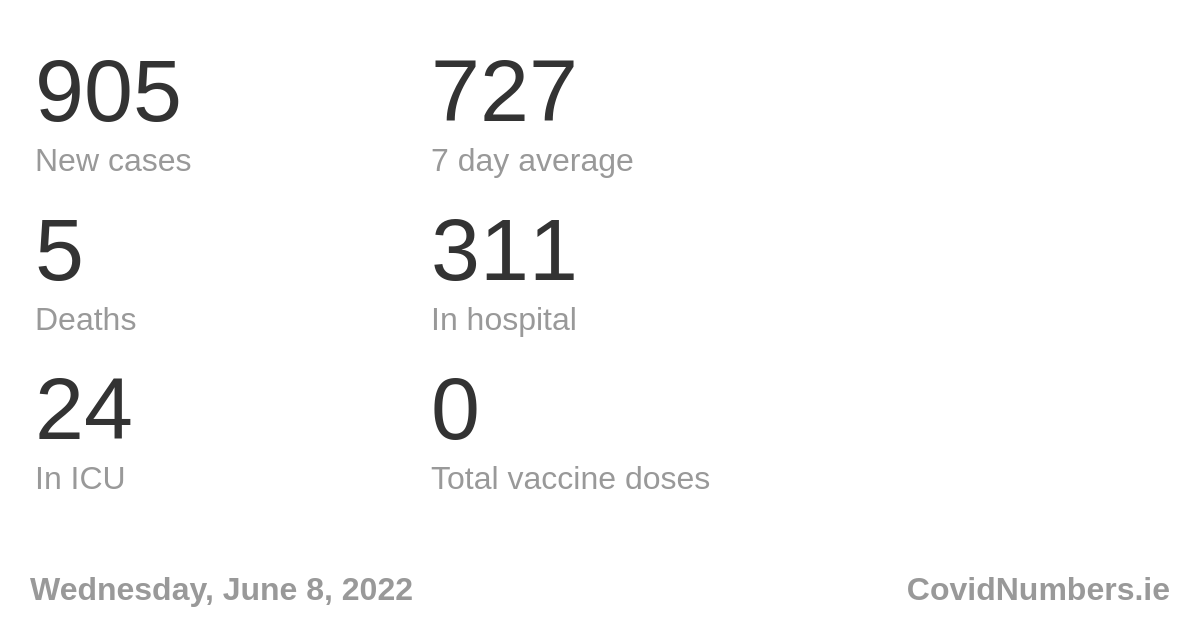 905
727
New cases
7 day average
5
311
Deaths
In hospital
24
0
In ICU
Total vaccine doses
Wednesday, June 8, 2022
CovidNumbers.ie